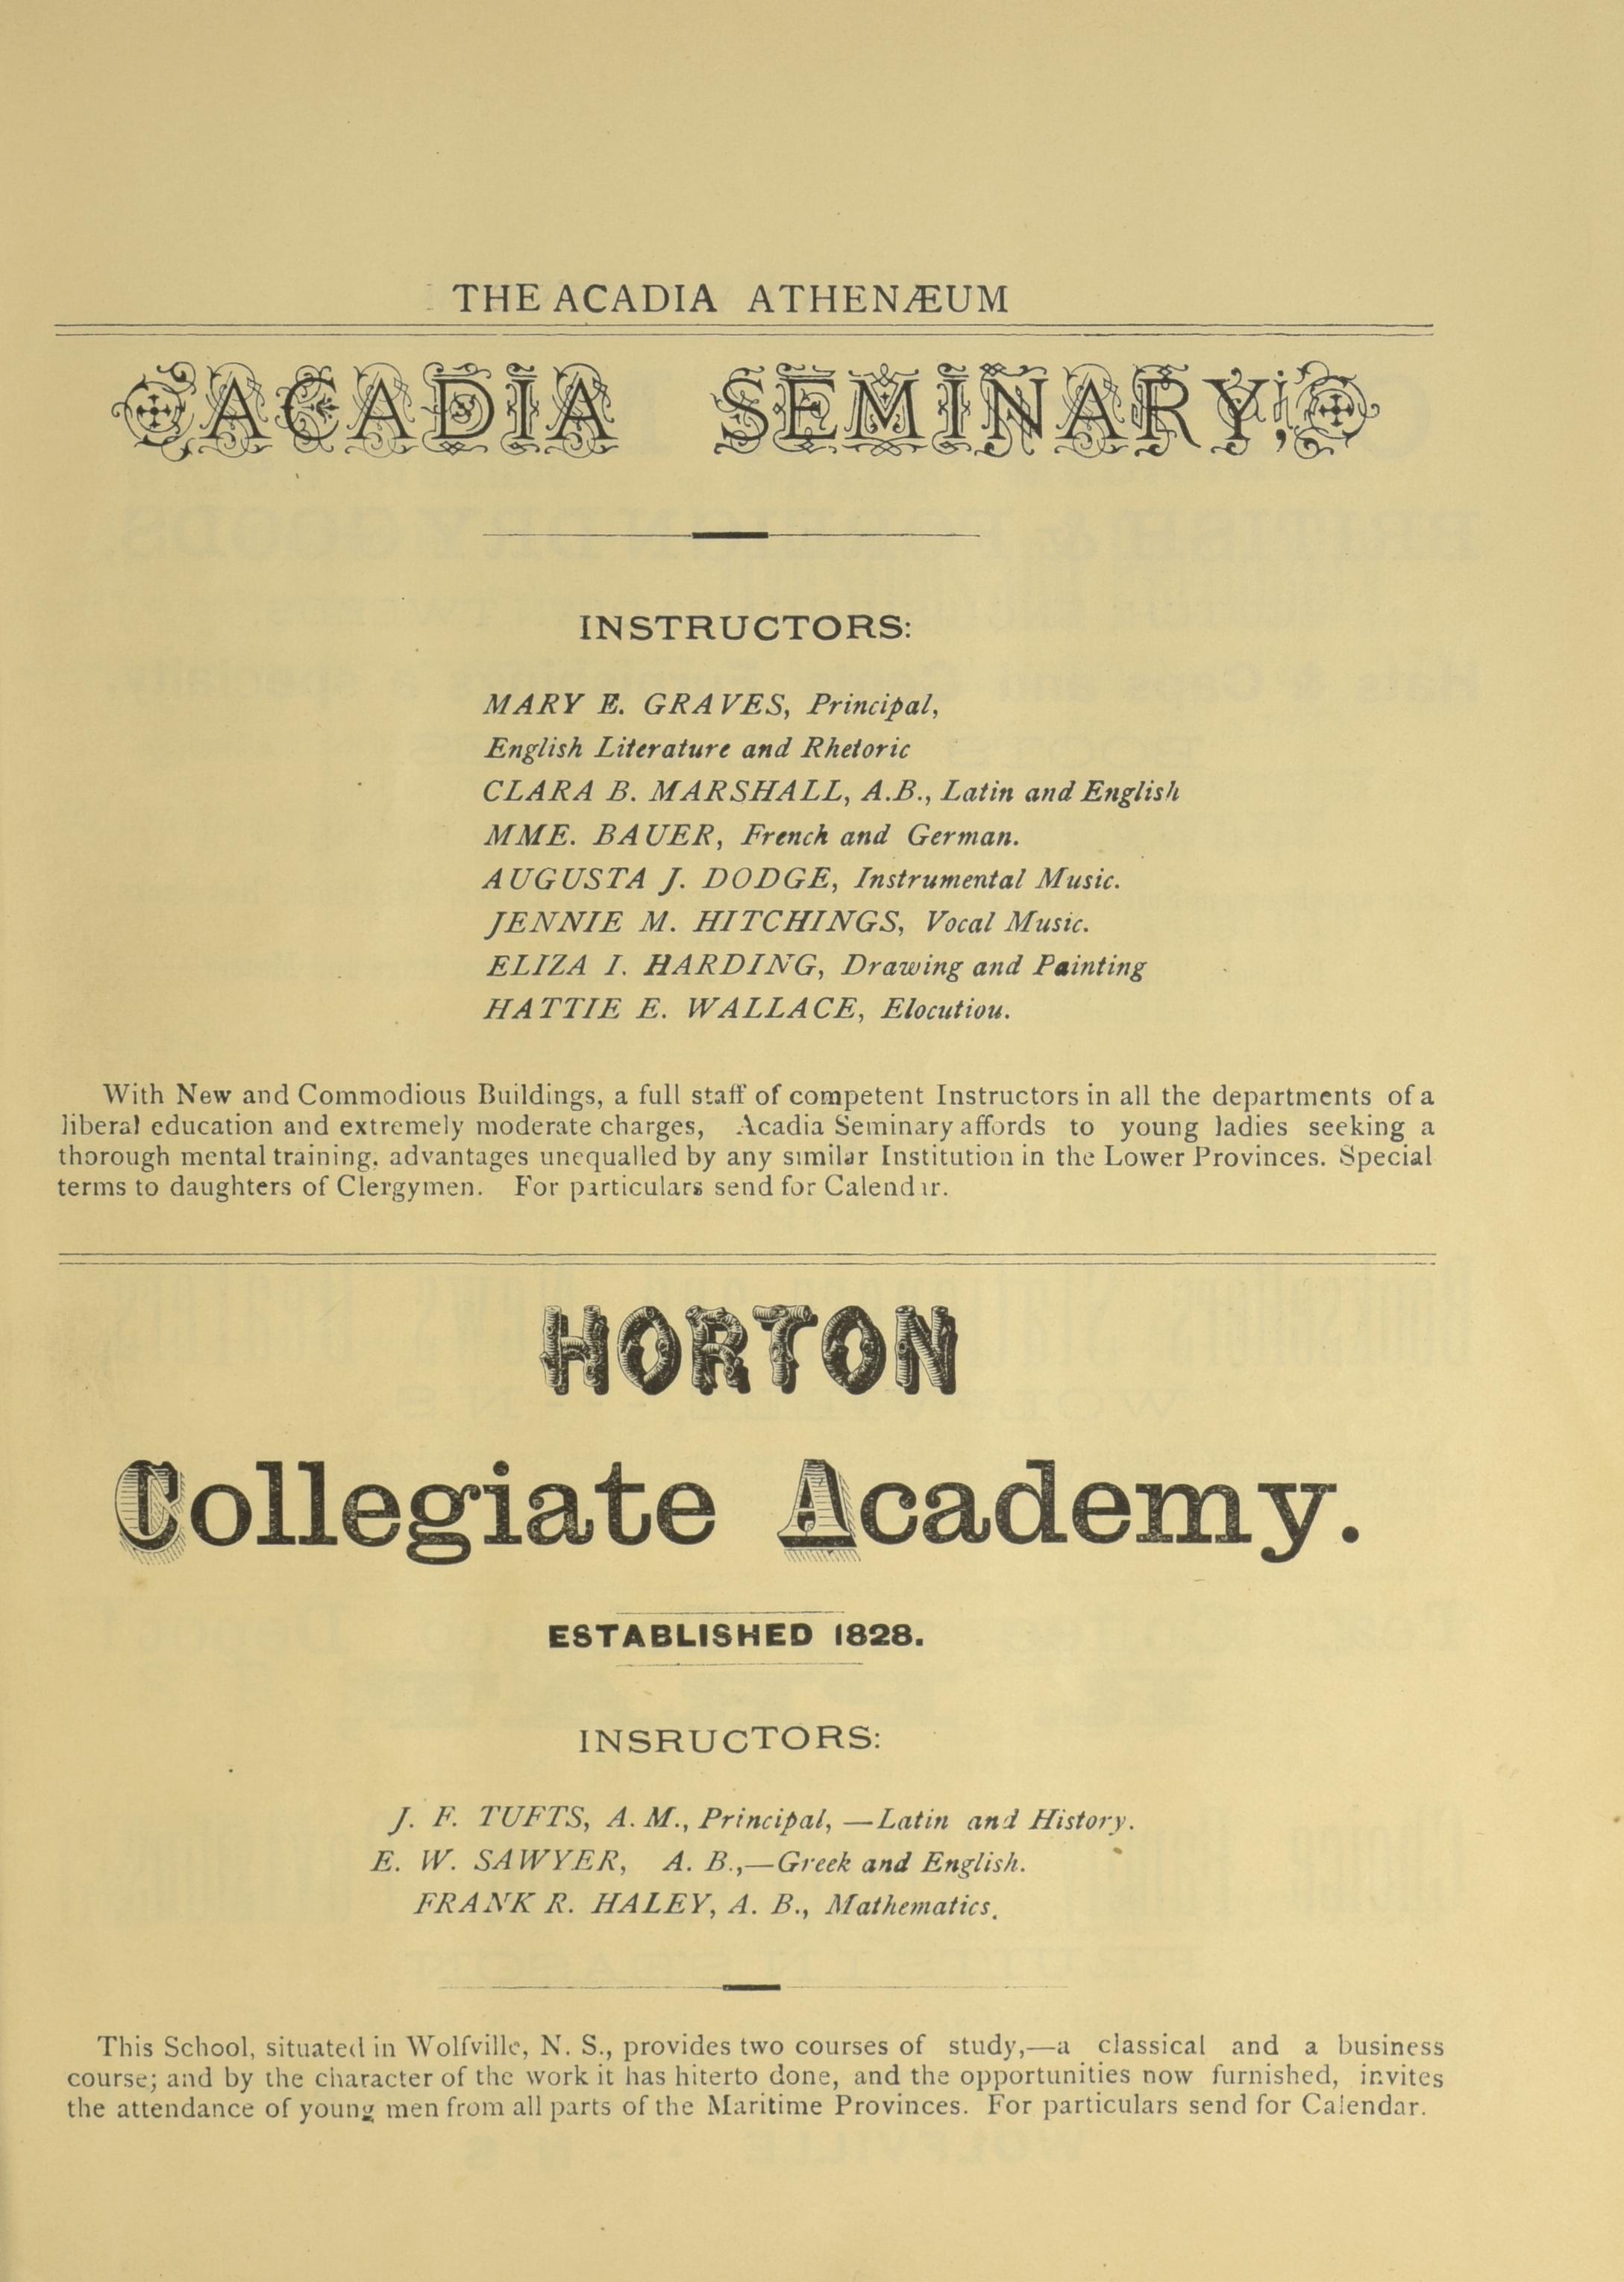 THE ACADIA ATHENÆUM
ACADIA SEMINARY,
INSTRUCTORS:
MARY E. GRAVES, Principal,
English Literature and Rhetoric
CLARA B. MARSHALL, A.B., Latin and English
MME. BAUER, French and German.
AUGUSTA J. DODGE, Instrumental Music.
JENNIE M. HITCHINGS, Vocal Music.
ELIZA I. HARDING, Drawing and Painting
HATTIE E. WALLACE, Elocutiou.
With New and Commodious Buildings, a full staff of competent Instructors in all the departments of a
liberal education and extremely moderate charges, Acadia Seminary affords to young ladies seeking a
thorough mental training, advantages unequalled by any similar Institution in the Lower Provinces. Special
terms to daughters of Clergymen. For particulars send for Calendar.
HORTON
Collegiate Academy.
ESTABLISHED 1828.
INSRUCTORS:
J. F. TUFTS, A. M., Principal, —Latin and History.
E. W. SAWYER, A. B.,—Greek and English.
FRANK R. HALEY, A. B., Mathematics.
This School, situated in Wolfville, N. S., provides two courses of study,—a classical and a business
course; and by the character of the work it has hiterto done, and the opportunities now furnished, invites
the attendance of young men from all parts of the Maritime Provinces. For particulars send for Calendar.